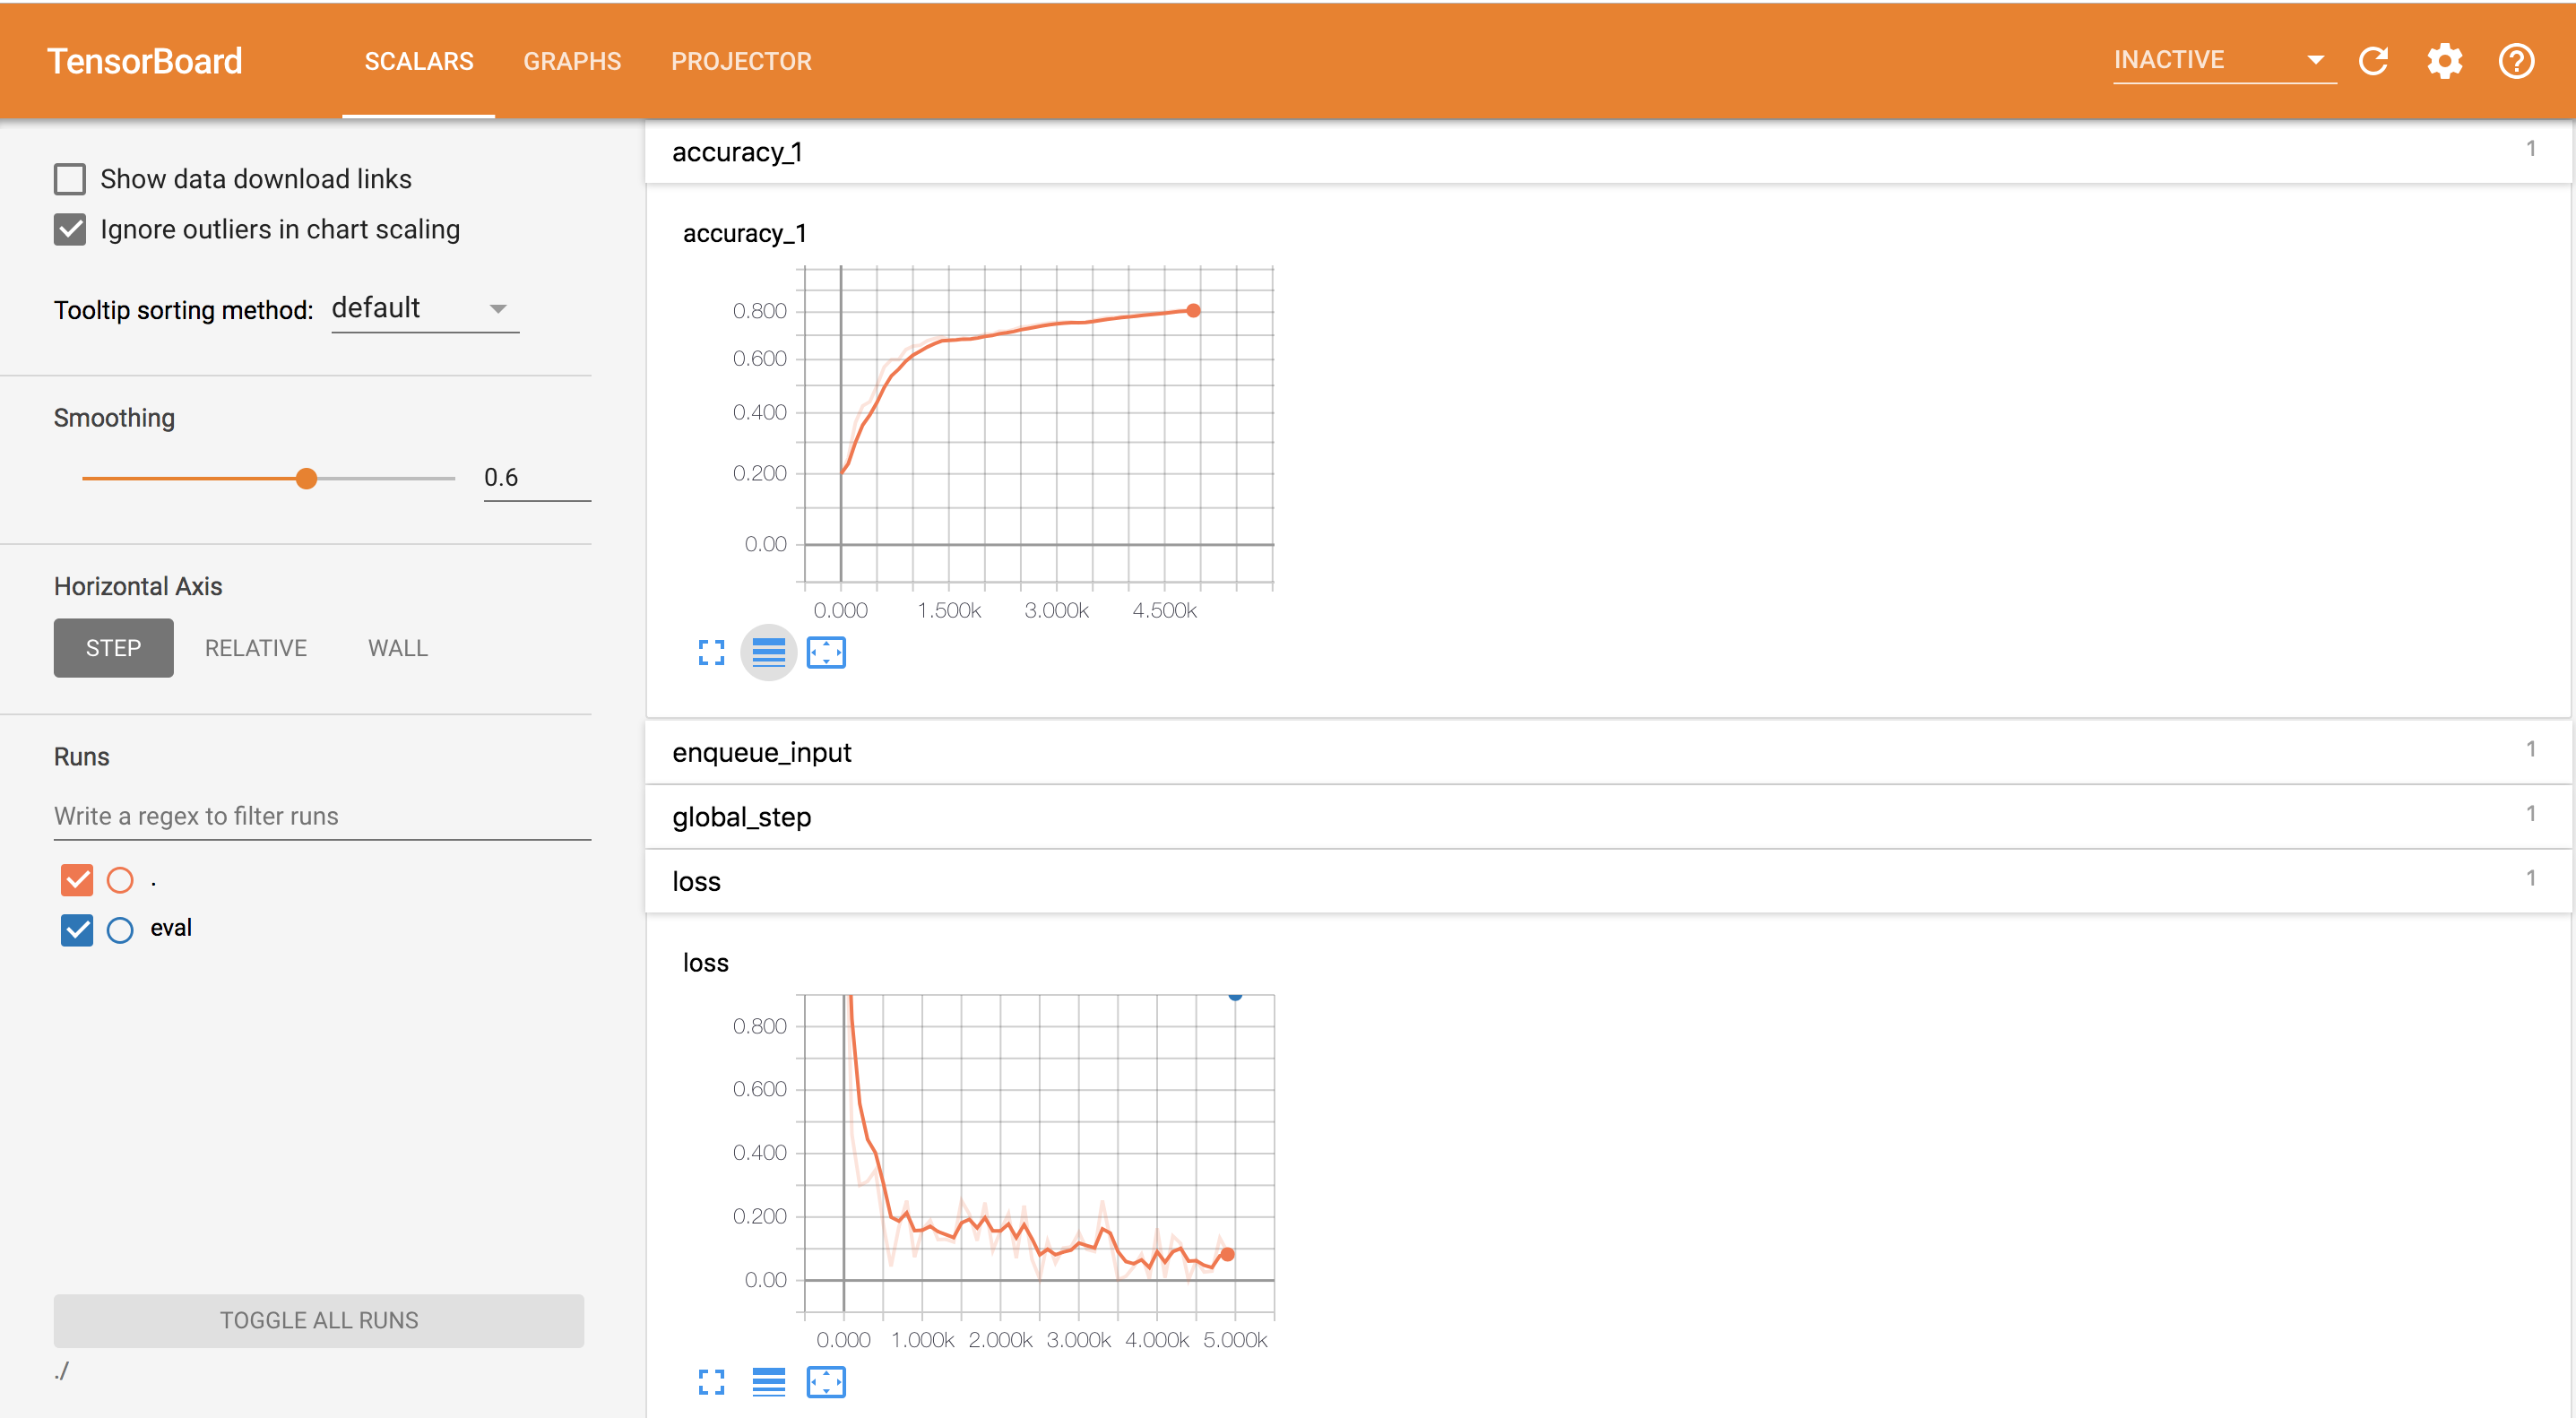 TensorBoard SCALARS GRAPHS PROJECTOR INACTIVE
Show data download links
Ignore outliers in chart scaling
Tooltip sorting method: default
Smoothing
0.6
Horizontal Axis
STEP RELATIVE WALL
Runs
Write a regex to filter runs
.
eval
TOGGLE ALL RUNS
./
accuracy_1 1
accuracy_1
0.800
0.600
0.400
0.200
0.00
0.000 1.500k 3.000k 4.500k
enqueue_input 1
global_step 1
loss 1
loss
0.800
0.600
0.400
0.200
0.00
0.000 1.000k 2.000k 3.000k 4.000k 5.000k